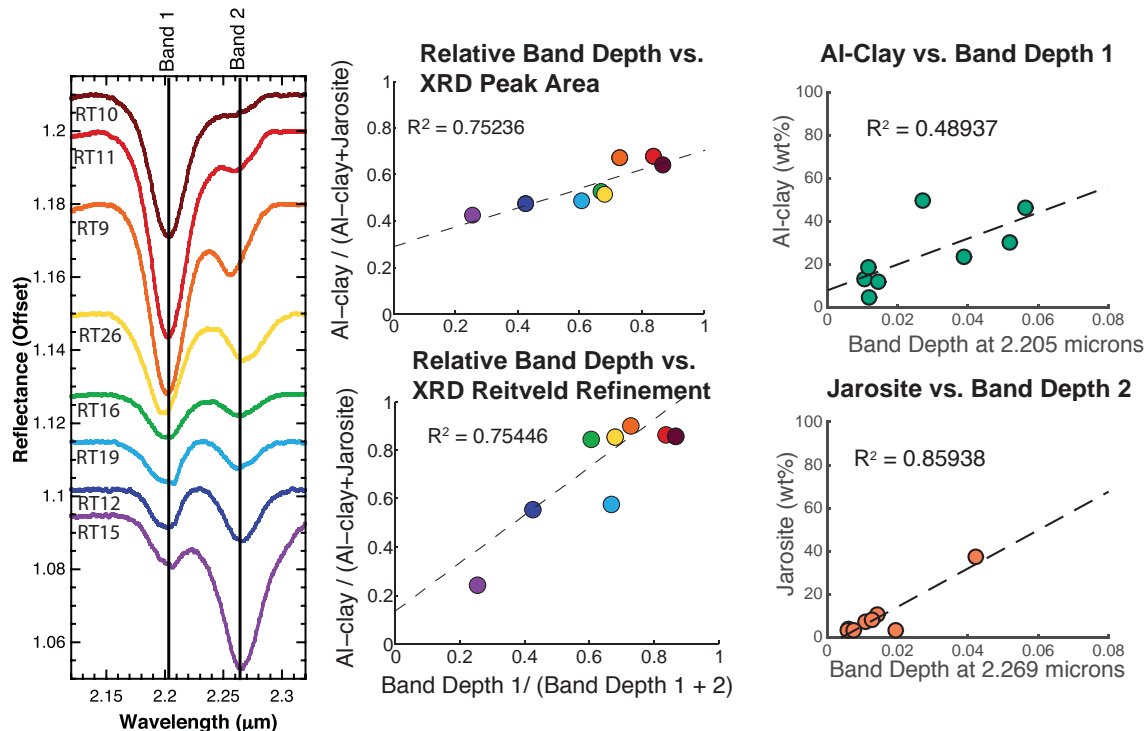 Band 1
Band 2
RT10
RT11
RT9
RT26
RT16
RT19
RT12
RT15
1.2
1.18
1.16
1.14
1.12
1.1
1.08
1.06
Reflectance (Offset)
2.15
2.2
2.25
2.3
Wavelength (μm)
Relative Band Depth vs.
XRD Peak Area
R² = 0.75236
Al–clay / (Al–clay+Jarosite)
1
0.8
0.6
0.4
0.2
0
0
0.2
0.4
0.6
0.8
1
Relative Band Depth vs.
XRD Reitveld Refinement
R² = 0.75446
Al–clay / (Al–clay+Jarosite)
1
0.8
0.6
0.4
0.2
0
0
0.2
0.4
0.6
0.8
1
Band Depth 1/ (Band Depth 1 + 2)
Al-Clay vs. Band Depth 1
R² = 0.48937
Al-clay (wt%)
100
80
60
40
20
0
0
0.02
0.04
0.06
0.08
Band Depth at 2.205 microns
Jarosite vs. Band Depth 2
R² = 0.85938
Jarosite (wt%)
100
80
60
40
20
0
0
0.02
0.04
0.06
0.08
Band Depth at 2.269 microns